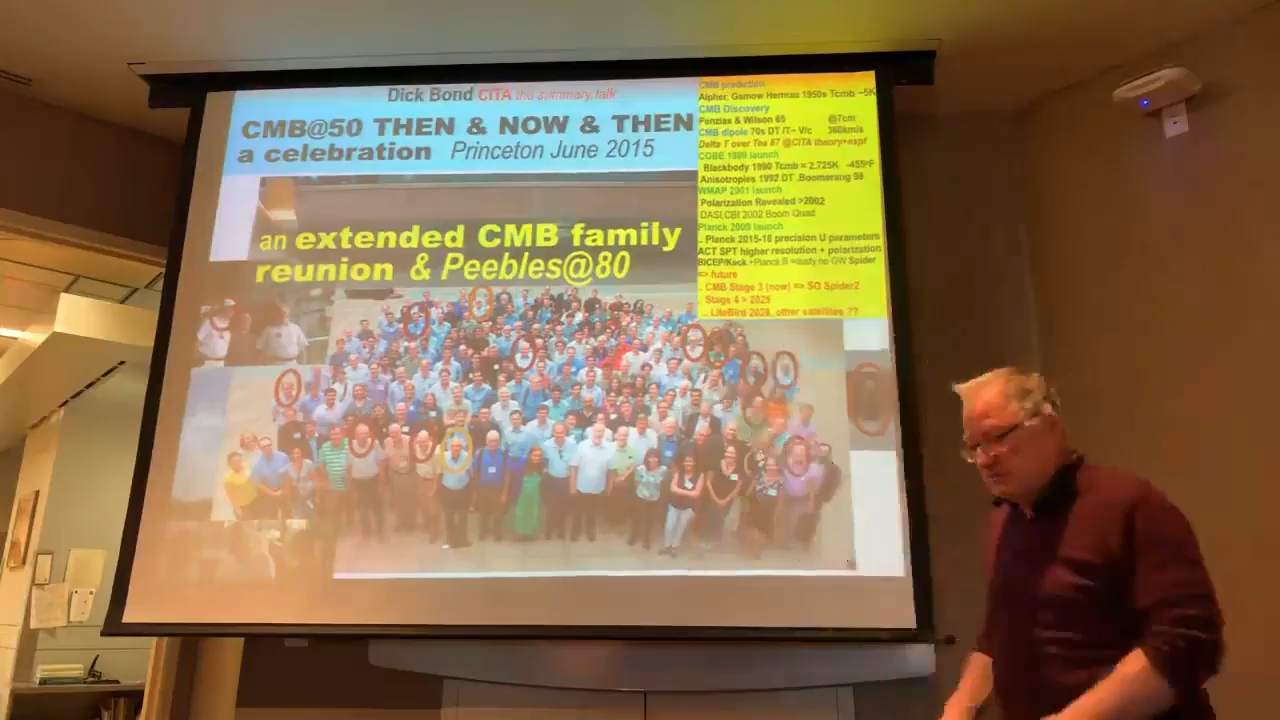 Dick Bond CITA the summary talk
CMB@50 THEN & NOW & THEN
a celebration Princeton June 2015
an extended CMB family
reunion & Peebles@80
CMB prediction
Alpher, Gamow Herman 1950s Tcmb ~5K
CMB Discovery
Penzias & Wilson 65 @7cm
CMB dipole 70s DT/T~ V/c 360km/s
Delta T over Tea 87 @CITA theory+expt
COBE 1989 launch
. Blackbody 1990 Tcmb = 2.725K -455°F
. Anisotropies 1992 DT .Boomerang 98
WMAP 2001 launch
. Polarization Revealed >2002
. DASI,CBI 2002 Boom Quad
Planck 2009 launch
.. Planck 2015-18 precision U parameters
ACT SPT higher resolution + polarization
BICEP/Keck +Planck B =dusty no GW Spider
=> future
.. CMB Stage 3 (now) => SO Spider2
.. Stage 4 > 2025
.. LiteBird 2028, other satellites ??